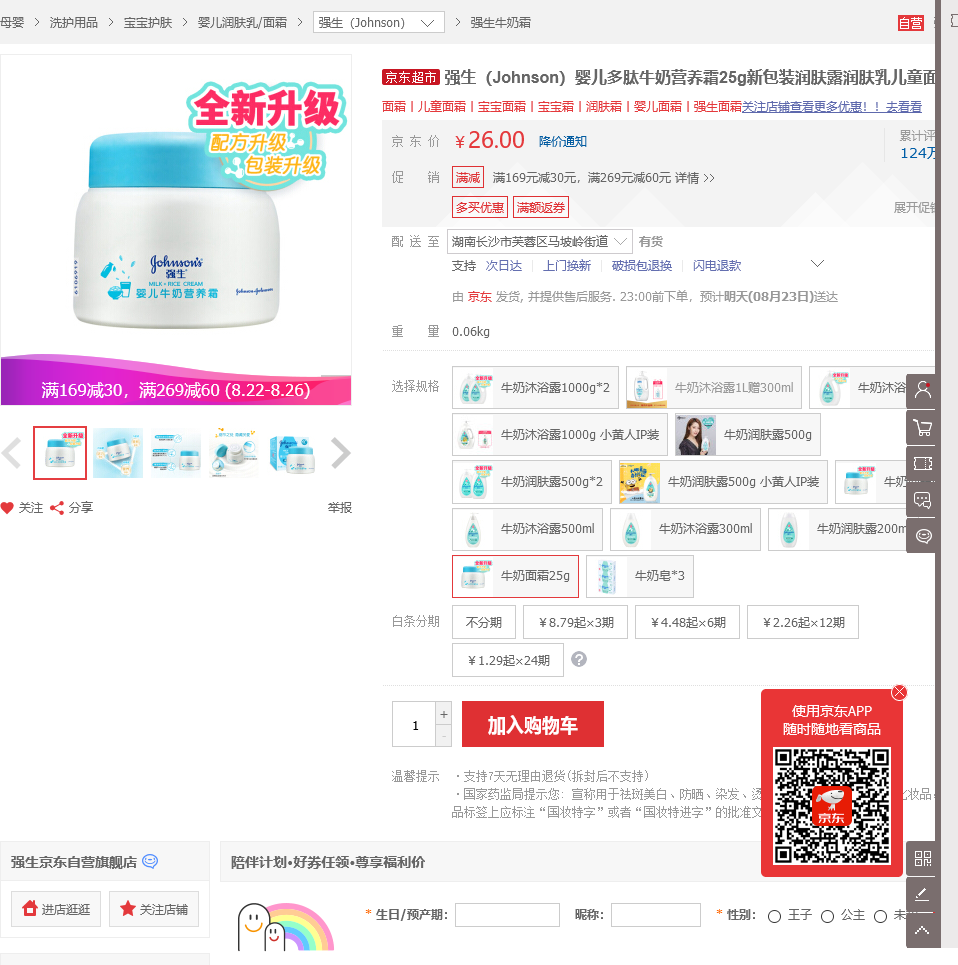 母婴 > 洗护用品 > 宝宝护肤 > 婴儿润肤乳/面霜 > 强生（Johnson） > 强生牛奶霜
自营
全新升级
配方升级
包装升级
Johnson's
强生
MILK+RICE CREAM
婴儿牛奶营养霜
Johnson+Johnson
满169减30，满269减60 (8.22-8.26)
关注 分享 举报
京东超市 强生（Johnson）婴儿多肽牛奶营养霜25g新包装润肤露润肤乳儿童面
面霜丨儿童面霜丨宝宝面霜丨宝宝霜丨润肤霜丨婴儿面霜丨强生面霜关注店铺查看更多优惠！！去看看
京 东 价 ￥26.00 降价通知
累计评
124万
促 销 满减 满169元减30元，满269元减60元 详情 >>
多买优惠 满额返券
展开促销
配 送 至 湖南长沙市芙蓉区马坡岭街道 有货
支持 次日达 上门换新 破损包退换 闪电退款
由 京东 发货, 并提供售后服务. 23:00前下单，预计明天(08月23日)送达
重 量 0.06kg
选择规格 牛奶沐浴露1000g*2 牛奶沐浴露1L赠300ml 牛奶沐浴
牛奶沐浴露1000g 小黄人IP装 牛奶润肤露500g
牛奶润肤露500g*2 牛奶润肤露500g 小黄人IP装 牛奶
牛奶沐浴露500ml 牛奶沐浴露300ml 牛奶润肤露200m
牛奶面霜25g 牛奶皂*3
白条分期 不分期 ￥8.79起×3期 ￥4.48起×6期 ￥2.26起×12期
￥1.29起×24期 ?
1 + - 加入购物车
温馨提示 ·支持7天无理由退货(拆封后不支持)
·国家药监局提示您：宣称用于祛斑美白、防晒、染发、烫
化妆品
品标签上应标注“国妆特字”或者“国妆特进字”的批准文
使用京东APP
随时随地看商品
京东
强生京东自营旗舰店
进店逛逛 关注店铺
陪伴计划•好券任领•尊享福利价
* 生日/预产期： 昵称： * 性别： 王子 公主 未